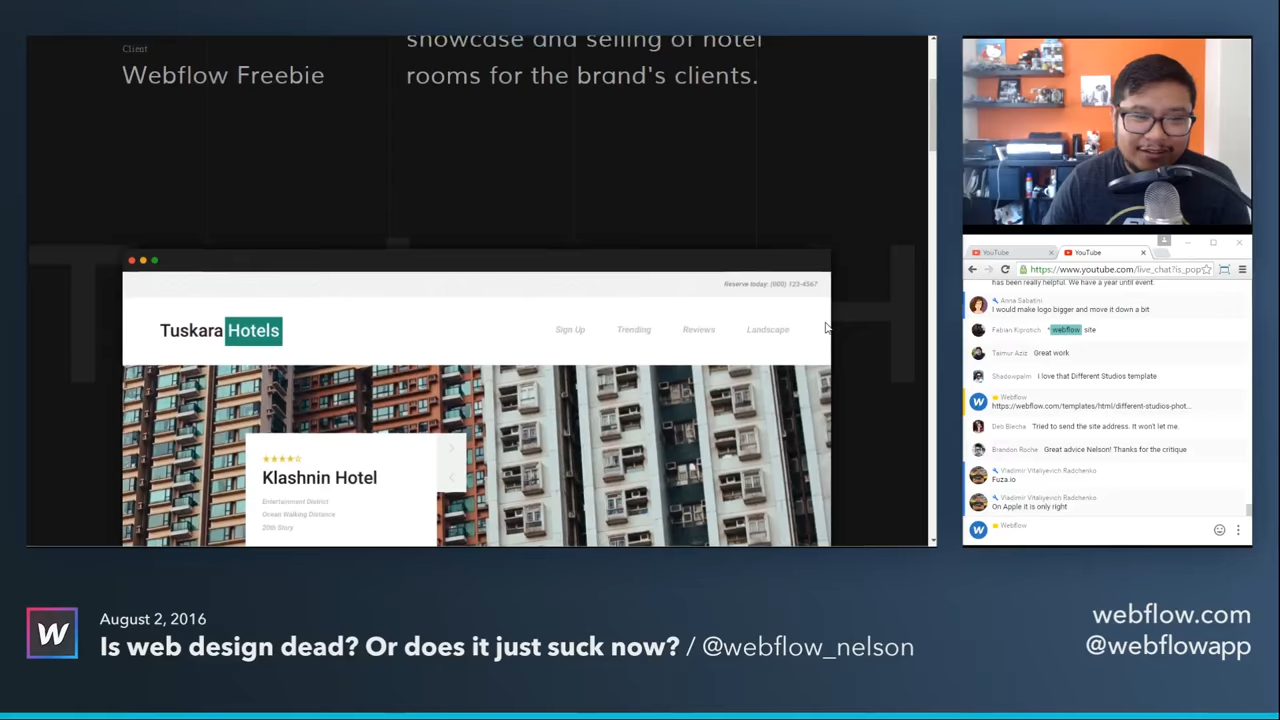 Client
Webflow Freebie
showcase and selling of hotel
rooms for the brand's clients.
T H
Reserve today: (000) 123-4567
Tuskara Hotels
Sign Up Trending Reviews Landscape
★★★★☆
Klashnin Hotel
Entertainment District
Ocean Walking Distance
20th Story
YouTube YouTube
https://www.youtube.com/live_chat?is_pop
has been really helpful. We have a year until event.
Anna Sabatini
I would make logo bigger and move it down a bit
Fabian Kiprotich *webflow site
Taimur Aziz Great work
Shadowpalm I love that Different Studios template
Webflow
https://webflow.com/templates/html/different-studios-phot...
Deb Biecha Tried to send the site address. It won't let me.
Brandon Roche Great advice Nelson! Thanks for the critique
Vladimir Vitaliyevich Radchenko
Fuza.io
Vladimir Vitaliyevich Radchenko
On Apple it is only right
Webflow
W
August 2, 2016
Is web design dead? Or does it just suck now? / @webflow_nelson
webflow.com
@webflowapp